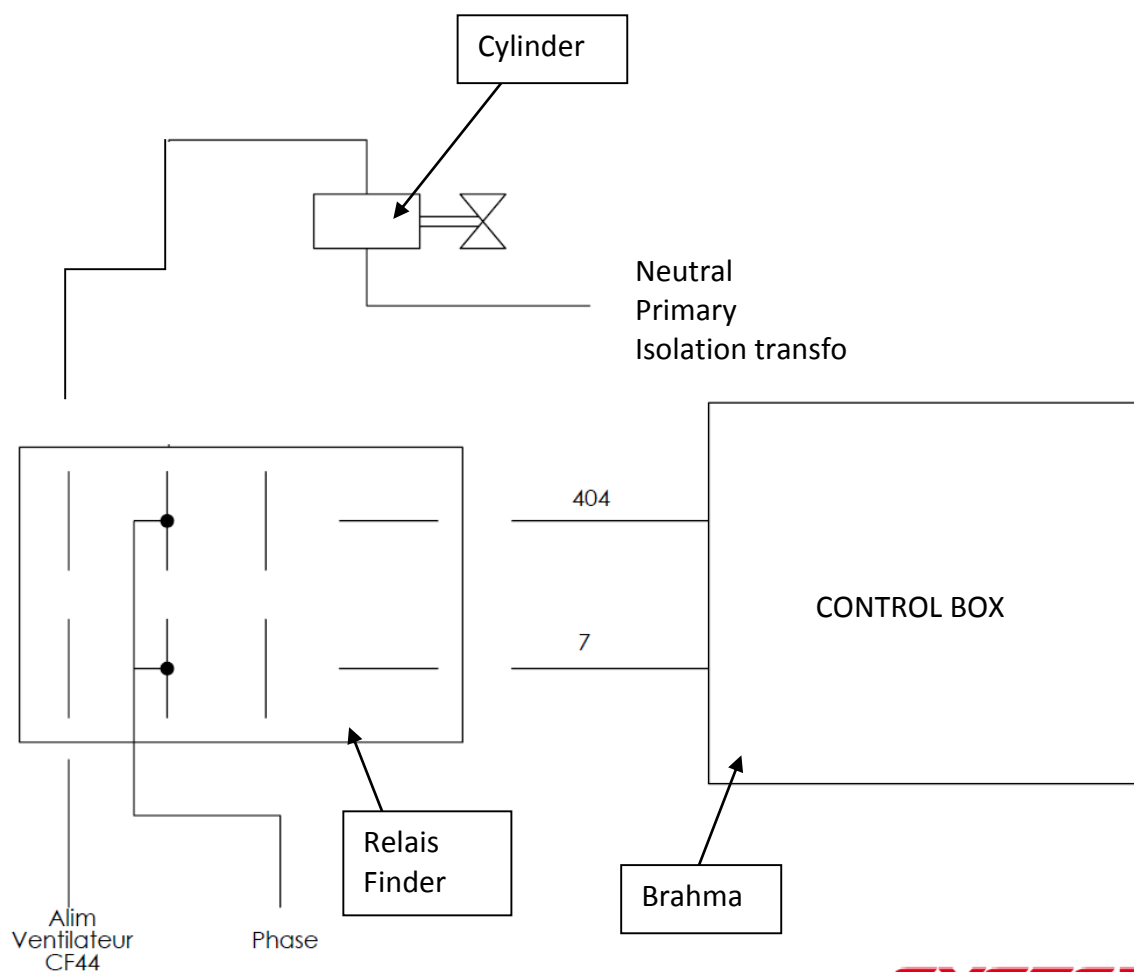 Cylinder
Neutral
Primary
Isolation transfo
404
CONTROL BOX
7
Relais
Finder
Brahma
Alim
Ventilateur
CF44
Phase